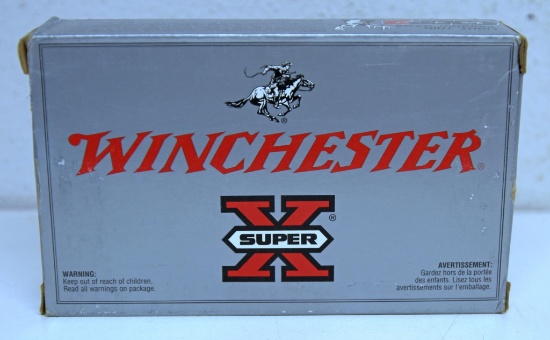 WINCHESTER®
X
SUPER
®
WARNING:
Keep out of reach of children.
Read all warnings on package.
AVERTISSEMENT:
Gardez hors de la portée
des enfants. Lisez tous les
avertissements sur l'emballage.